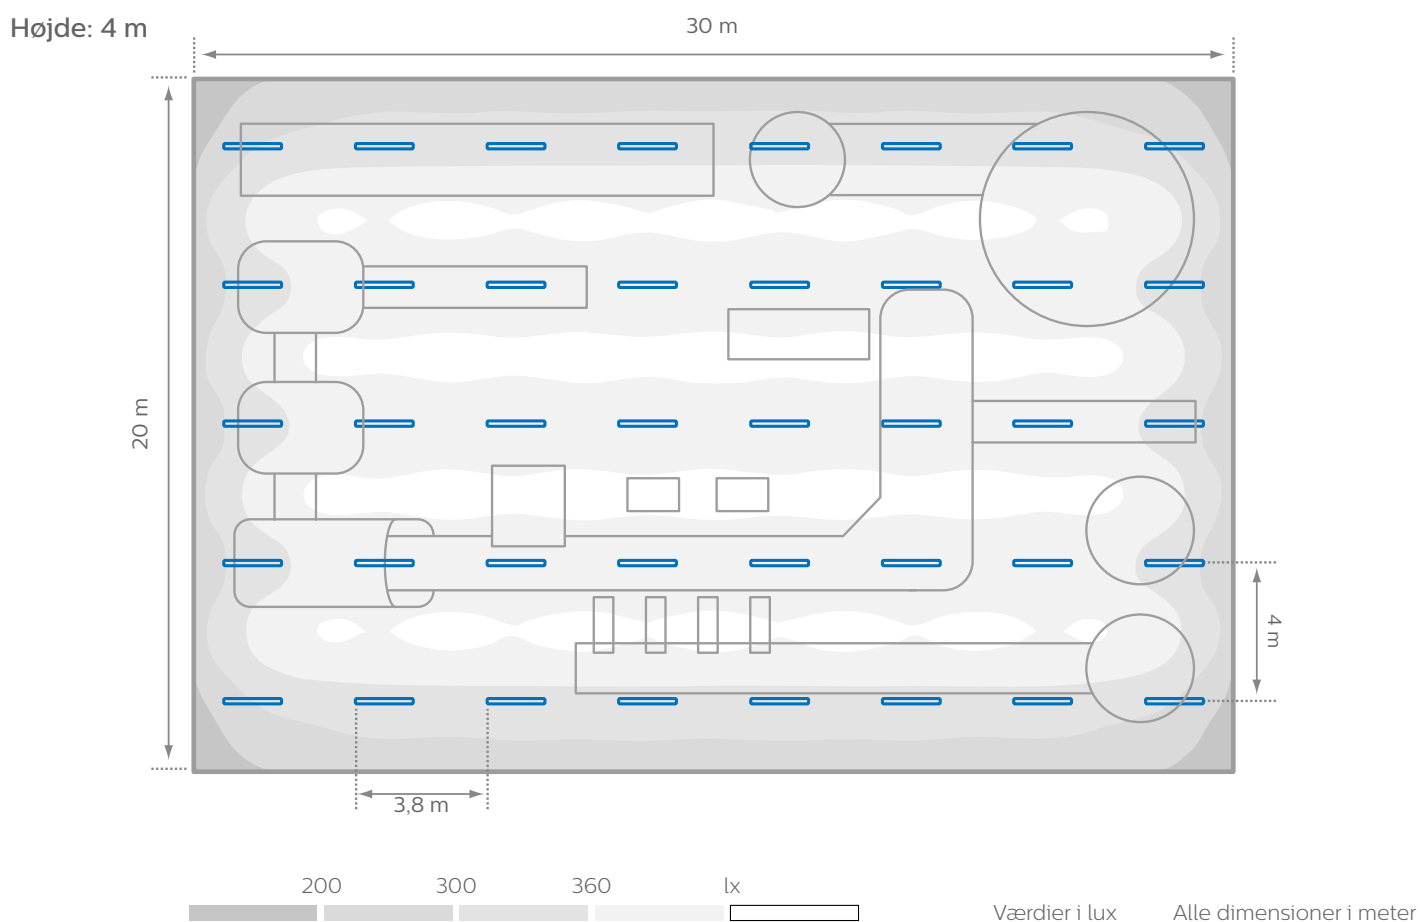 Højde: 4 m
30 m
20 m
4 m
3,8 m
200 300 360 lx
Værdier i lux Alle dimensioner i meter